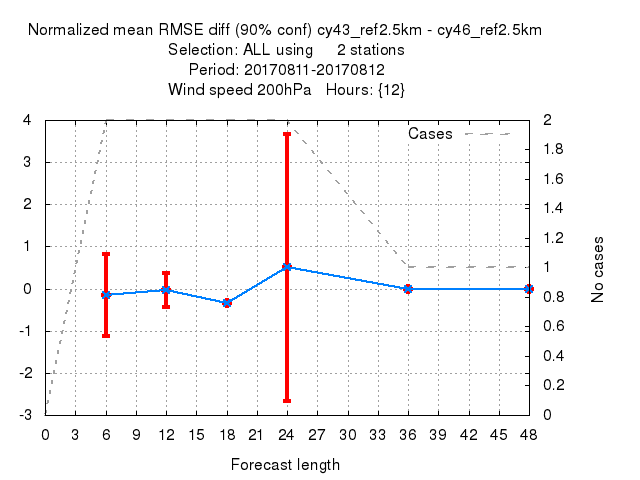 Normalized mean RMSE diff (90% conf) cy43_ref2.5km - cy46_ref2.5km
Selection: ALL using 2 stations
Period: 20170811-20170812
Wind speed 200hPa Hours: {12}
Cases
4
3
2
1
0
-1
-2
-3
2
1.8
1.6
1.4
1.2
1
0.8
0.6
0.4
0.2
0
No cases
0 3 6 9 12 15 18 21 24 27 30 33 36 39 42 45 48
Forecast length